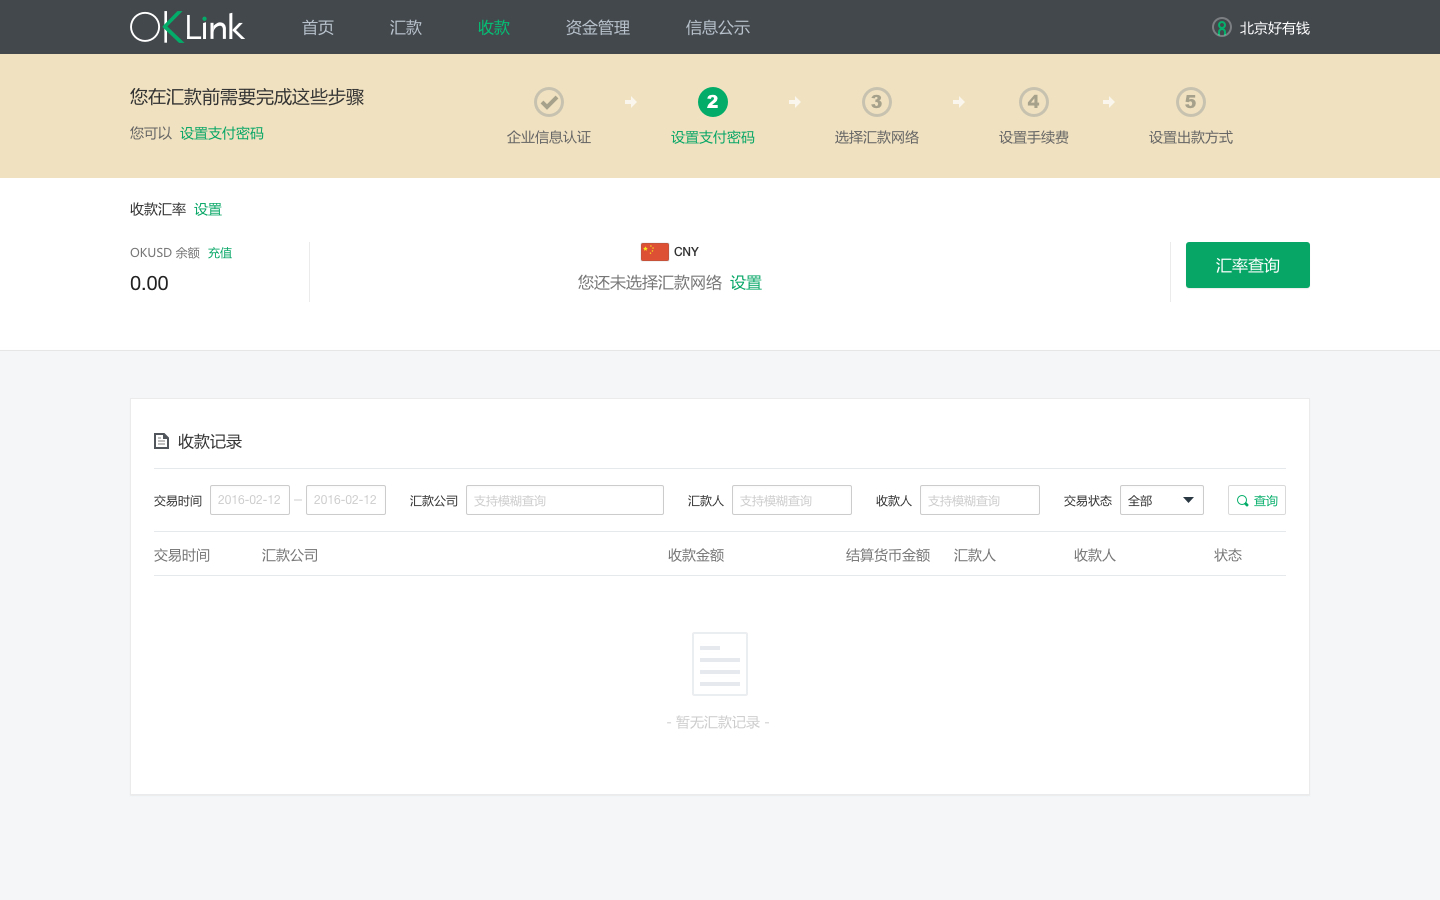 OKLink 首页 汇款 收款 资金管理 信息公示 北京好有钱
您在汇款前需要完成这些步骤
您可以 设置支付密码
2 3 4 5
企业信息认证 设置支付密码 选择汇款网络 设置手续费 设置出款方式
收款汇率 设置
OKUSD 余额 充值
0.00
CNY
您还未选择汇款网络 设置
汇率查询
收款记录
交易时间 2016-02-12 – 2016-02-12 汇款公司 支持模糊查询 汇款人 支持模糊查询 收款人 支持模糊查询 交易状态 全部 查询
交易时间 汇款公司 收款金额 结算货币金额 汇款人 收款人 状态
- 暂无汇款记录 -